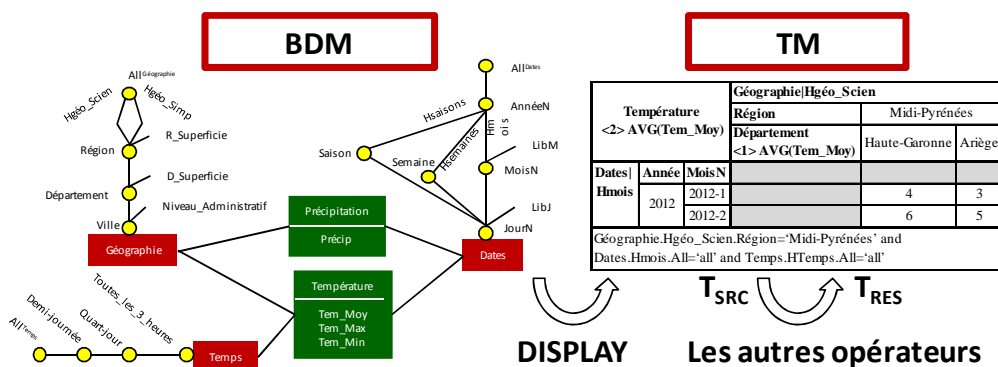 BDM
TM
All Géographie
Hgéo_Scien
Hgéo_Simp
Région
R_Superficie
Département
D_Superficie
Niveau_Administratif
Ville
Géographie
Précipitation
Précip
Température
Tem_Moy
Tem_Max
Tem_Min
All Dates
AnnéeN
Hsaisons
Hsemaines
Hm ois
Saison
Semaine
LibM
MoisN
LibJ
JourN
Dates
Toutes_les_3_heures
Quart-jour
Demi-journée
All Temps
Temps
Température
<2> AVG(Tem_Moy)
Géographie|Hgéo_Scien
Région
Midi-Pyrénées
Département
<1> AVG(Tem_Moy)
Haute-Garonne
Ariège
Dates|
Hmois
Année
MoisN
2012
2012-1
4
3
2012-2
6
5
Géographie.Hgéo_Scien.Région=‘Midi-Pyrénées’ and
Dates.Hmois.All=‘all’ and Temps.HTemps.All=‘all’
TSRC
TRES
DISPLAY
Les autres opérateurs